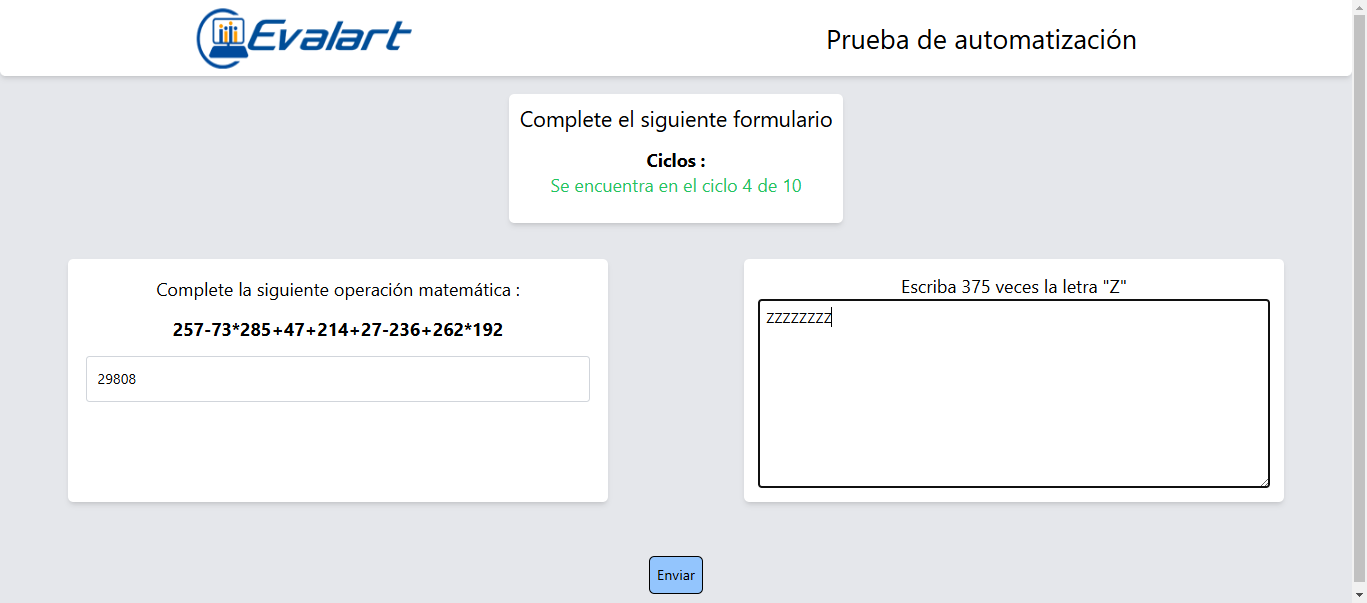 Evalart
Prueba de automatización
Complete el siguiente formulario
Ciclos :
Se encuentra en el ciclo 4 de 10
Complete la siguiente operación matemática :
257-73*285+47+214+27-236+262*192
29808
Escriba 375 veces la letra "Z"
ZZZZZZZZ
Enviar